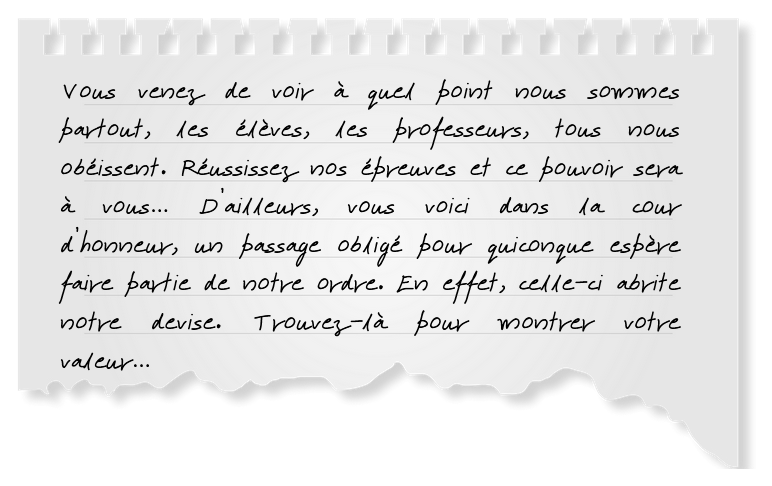 Vous venez de voir à quel point nous sommes
partout, les élèves, les professeurs, tous nous
obéissent. Réussissez nos épreuves et ce pouvoir sera
à vous... D'ailleurs, vous voici dans la cour
d'honneur, un passage obligé pour quiconque espère
faire partie de notre ordre. En effet, celle-ci abrite
notre devise. Trouvez-là pour montrer votre
valeur...